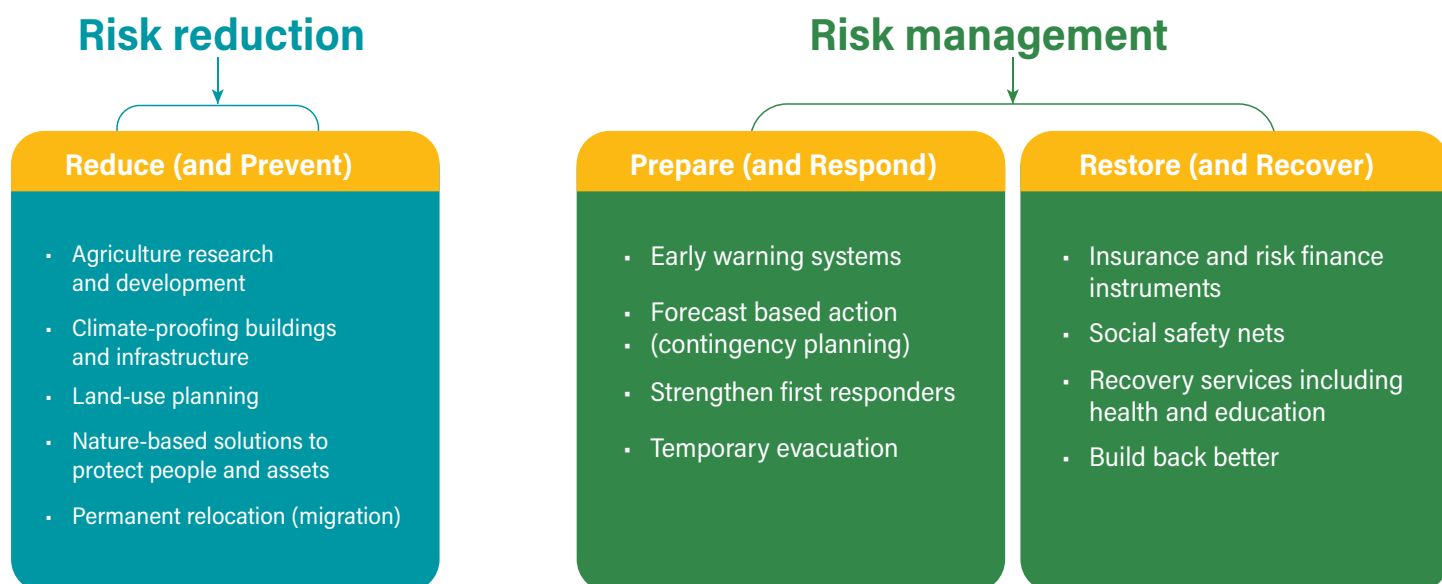 Risk reduction
Reduce (and Prevent)
▪ Agriculture research
and development
▪ Climate-proofing buildings
and infrastructure
▪ Land-use planning
▪ Nature-based solutions to
protect people and assets
▪ Permanent relocation (migration)
Risk management
Prepare (and Respond)
▪ Early warning systems
▪ Forecast based action
▪ (contingency planning)
▪ Strengthen first responders
▪ Temporary evacuation
Restore (and Recover)
▪ Insurance and risk finance
instruments
▪ Social safety nets
▪ Recovery services including
health and education
▪ Build back better